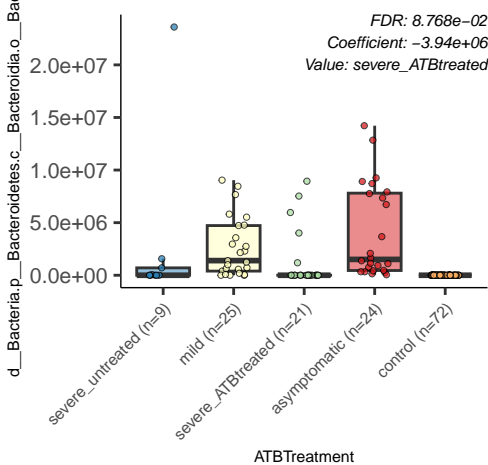 FDR: 8.768e−02
Coefficient: −3.94e+06
Value: severe_ATBtreated
d__Bacteria.p__Bacteroidetes.c__Bacteroidia.o__Bac
2.0e+07
1.5e+07
1.0e+07
5.0e+06
0.0e+00
severe_untreated (n=9)
mild (n=25)
severe_ATBtreated (n=21)
asymptomatic (n=24)
control (n=72)
ATBTreatment